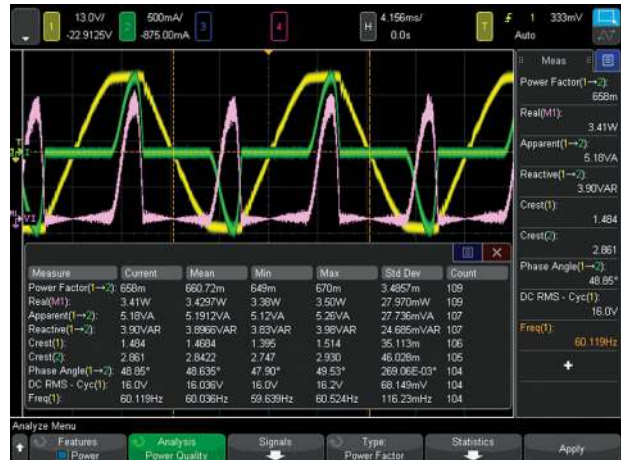 1 13.0V/ 2 500mA/ 3 4 H 4.156ms/ T 1 333mV
-22.9125V -875.00mA 0.0s Auto
Meas
Power Factor(1→2):
658m
Real(M1):
3.41W
Apparent(1→2):
5.18VA
Reactive(1→2):
3.90VAR
Crest(1):
1.484
Crest(2):
2.861
Phase Angle(1→2):
48.85°
DC RMS - Cyc(1):
16.0V
Freq(1):
60.119Hz
Measure Current Mean Min Max Std Dev Count
Power Factor(1→2): 658m 660.72m 649m 670m 3.4857m 109
Real(M1): 3.41W 3.4297W 3.38W 3.50W 27.970mW 109
Apparent(1→2): 5.18VA 5.1912VA 5.12VA 5.26VA 27.736mVA 107
Reactive(1→2): 3.90VAR 3.8966VAR 3.83VAR 3.98VAR 24.685mVAR 107
Crest(1): 1.484 1.4684 1.395 1.514 35.113m 106
Crest(2): 2.861 2.8422 2.747 2.930 46.028m 105
Phase Angle(1→2): 48.85° 48.635° 47.90° 49.53° 269.06E-03° 104
DC RMS - Cyc(1): 16.0V 16.036V 16.0V 16.2V 68.149mV 104
Freq(1): 60.119Hz 60.036Hz 59.639Hz 60.524Hz 116.23mHz 104
Analyze Menu
Features Analysis Signals Type: Statistics Apply
Power Power Quality Power Factor